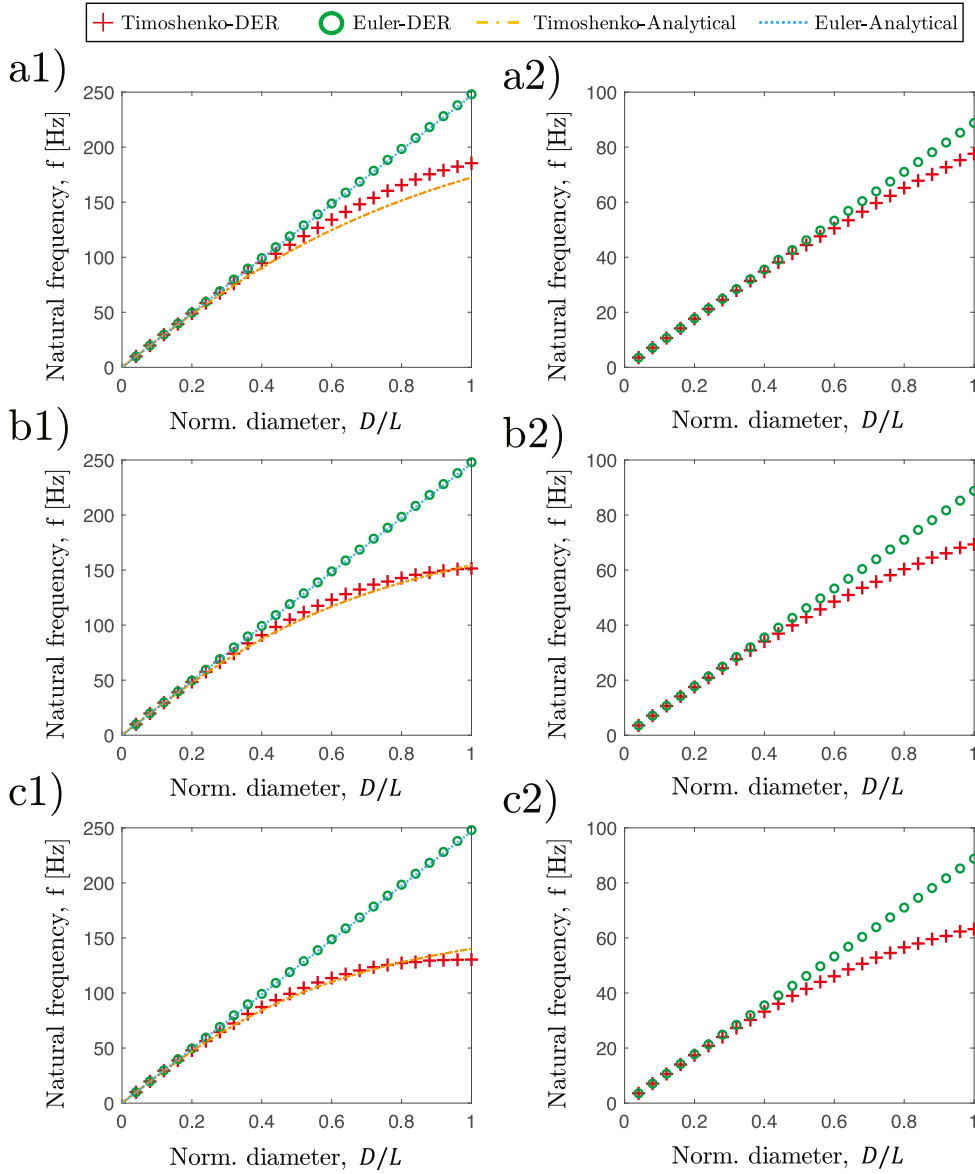 Timoshenko-DER Euler-DER Timoshenko-Analytical Euler-Analytical
a1)
Natural frequency, f [Hz]
250
200
150
100
50
0
0 0.2 0.4 0.6 0.8 1
Norm. diameter, D/L
a2)
Natural frequency, f [Hz]
100
80
60
40
20
0
0 0.2 0.4 0.6 0.8 1
Norm. diameter, D/L
b1)
Natural frequency, f [Hz]
250
200
150
100
50
0
0 0.2 0.4 0.6 0.8 1
Norm. diameter, D/L
b2)
Natural frequency, f [Hz]
100
80
60
40
20
0
0 0.2 0.4 0.6 0.8 1
Norm. diameter, D/L
c1)
Natural frequency, f [Hz]
250
200
150
100
50
0
0 0.2 0.4 0.6 0.8 1
Norm. diameter, D/L
c2)
Natural frequency, f [Hz]
100
80
60
40
20
0
0 0.2 0.4 0.6 0.8 1
Norm. diameter, D/L